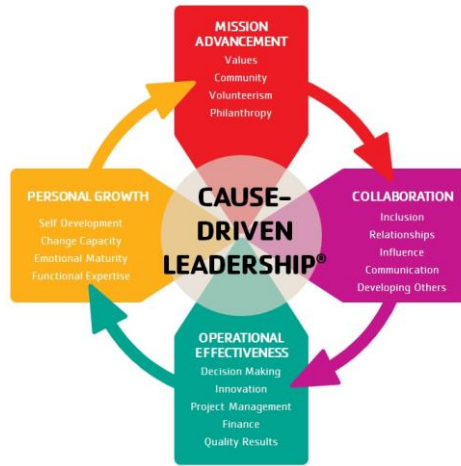 MISSION
ADVANCEMENT
Values
Community
Volunteerism
Philanthropy
PERSONAL GROWTH
Self Development
Change Capacity
Emotional Maturity
Functional Expertise
CAUSE-
DRIVEN
LEADERSHIP®
COLLABORATION
Inclusion
Relationships
Influence
Communication
Developing Others
OPERATIONAL
EFFECTIVENESS
Decision Making
Innovation
Project Management
Finance
Quality Results